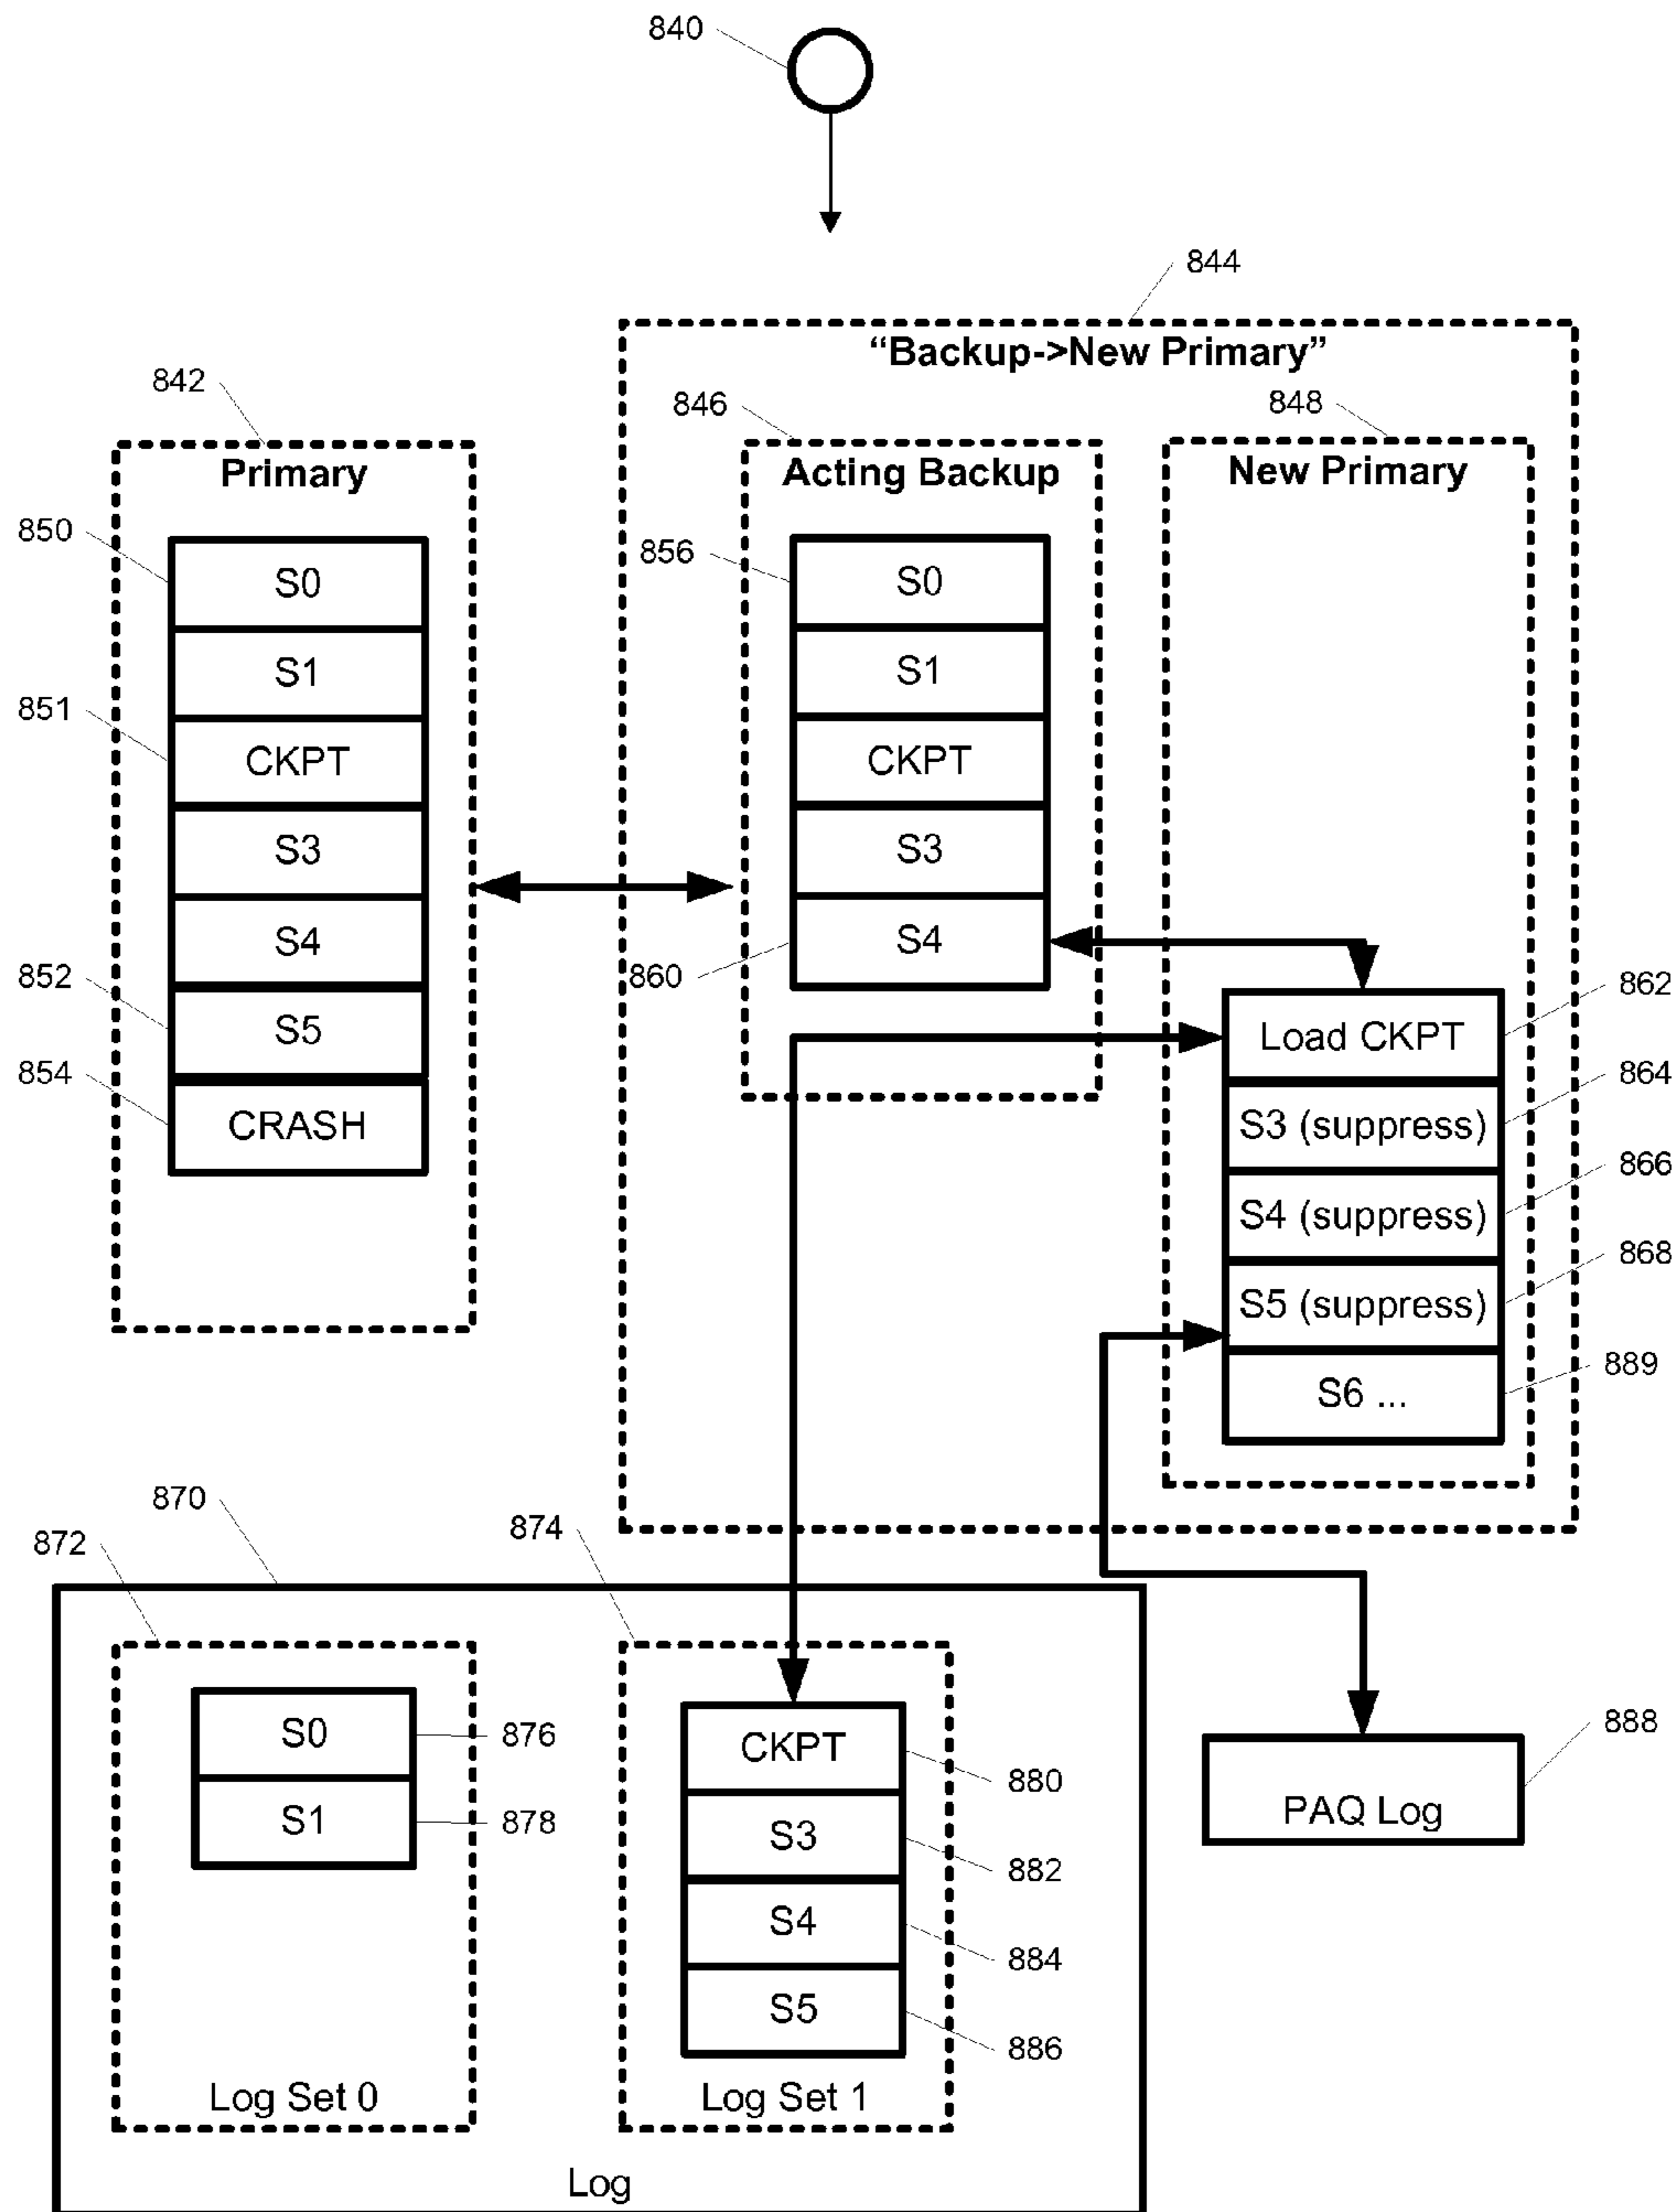 840
844
“Backup->New Primary”
842
846
848
Primary
Acting Backup
New Primary
850
S0
S1
851
CKPT
S3
S4
852
S5
854
CRASH
856
S0
S1
CKPT
S3
S4
860
Load CKPT
862
S3 (suppress)
864
S4 (suppress)
866
S5 (suppress)
868
S6 ...
889
870
872
874
S0
876
S1
878
Log Set 0
CKPT
880
S3
882
S4
884
S5
886
Log Set 1
Log
PAQ Log
888